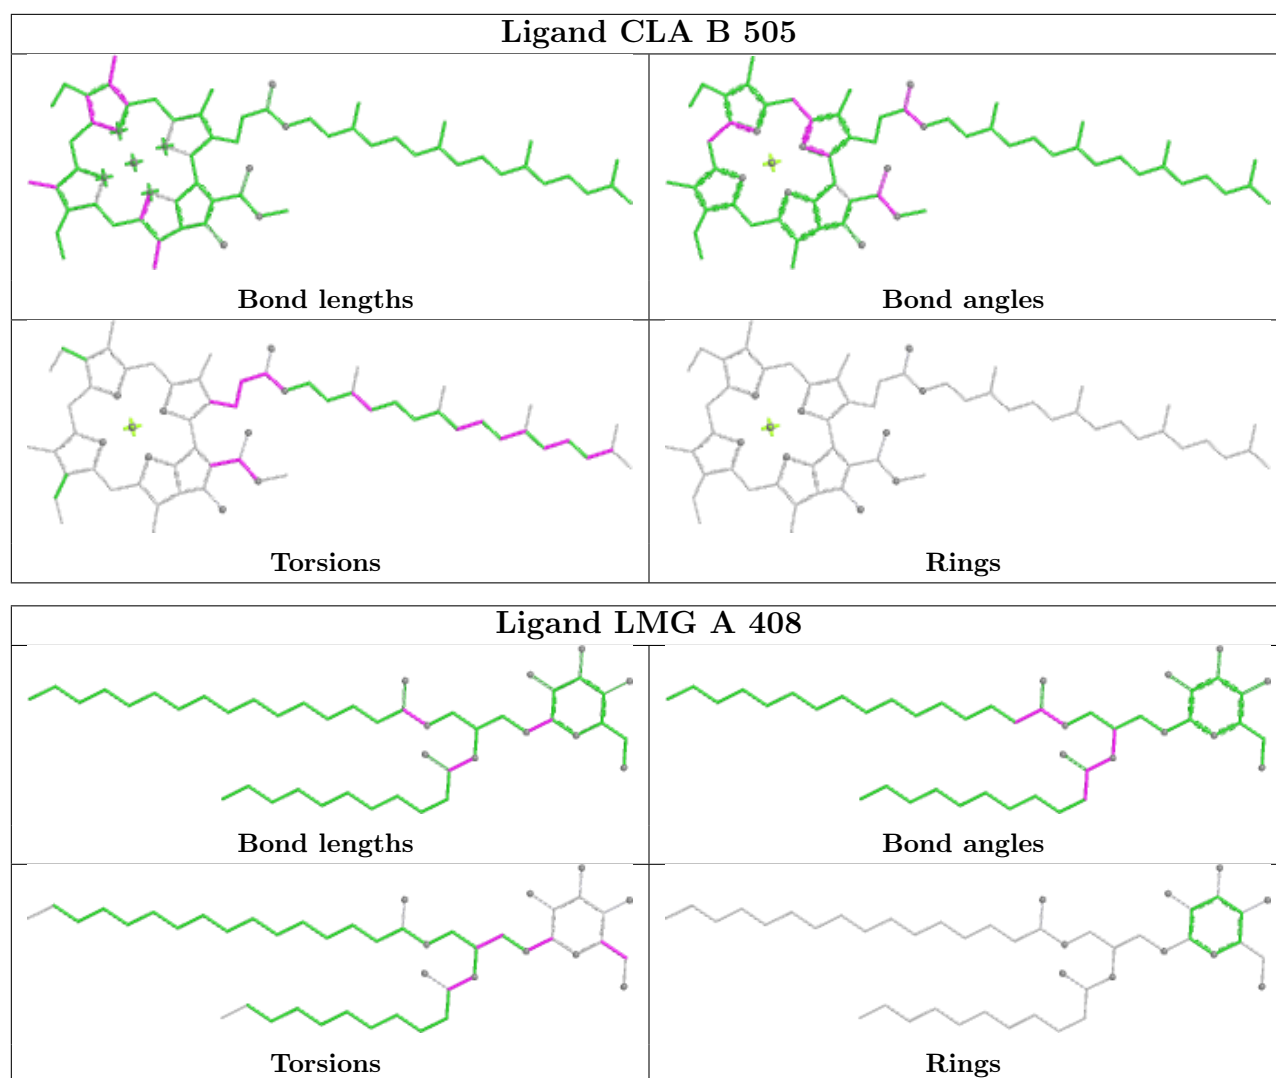 Ligand CLA B 505
Bond lengths
Bond angles
Torsions
Rings
Ligand LMG A 408
Bond lengths
Bond angles
Torsions
Rings